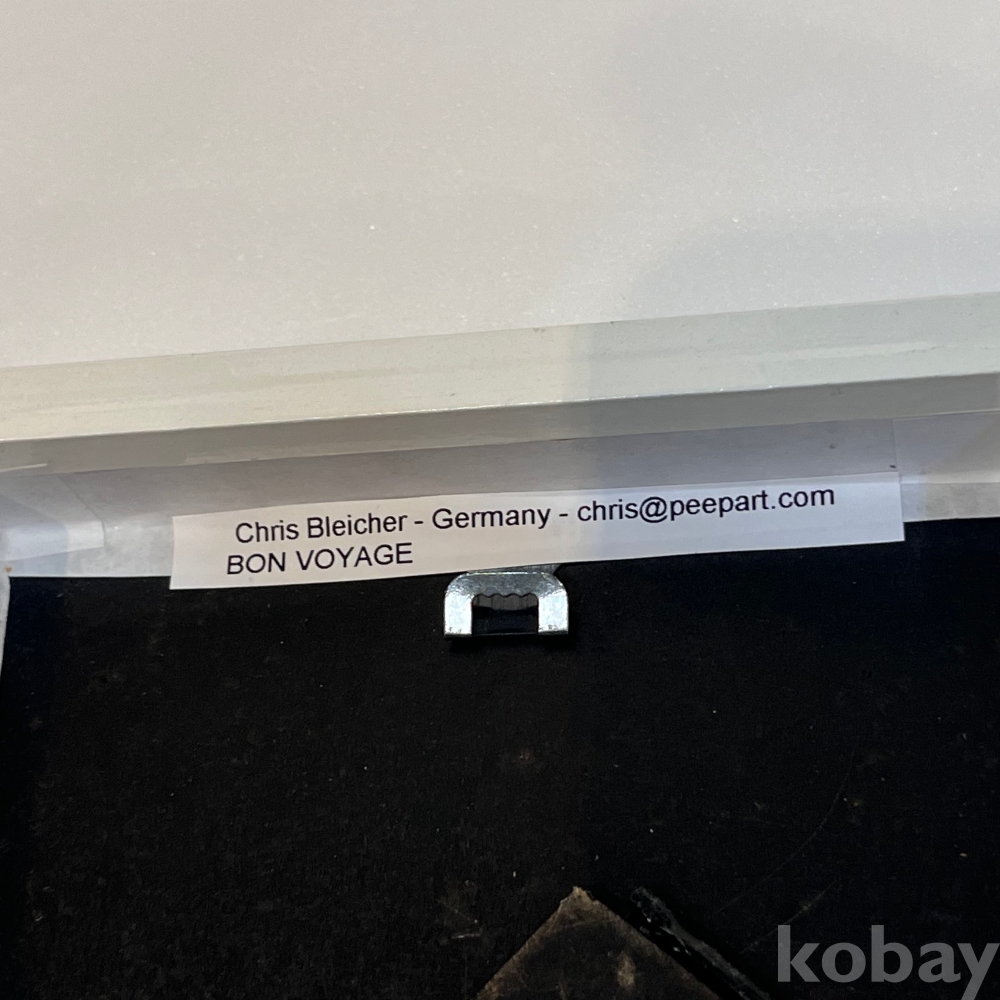 Chris Bleicher - Germany - chris@peepart.com
BON VOYAGE
kobay